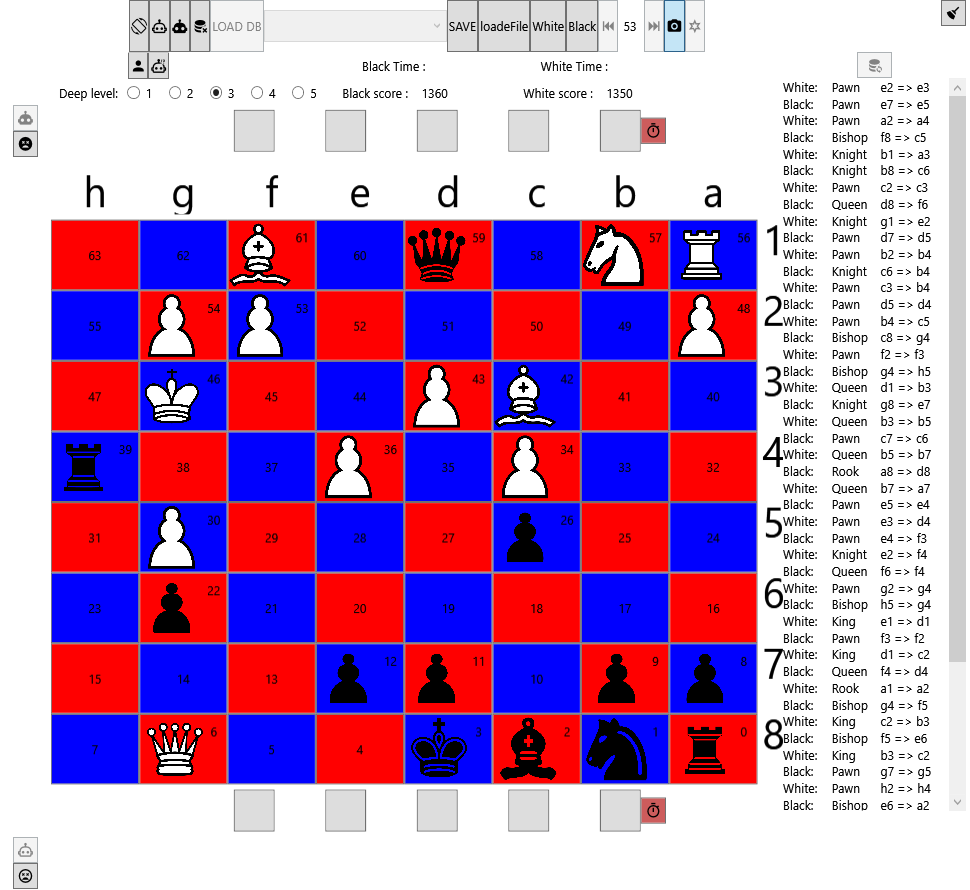 LOAD DB SAVE loadeFile White Black 53
Black Time : White Time :
Deep level: 1 2 3 4 5 Black score : 1360 White score : 1350
h g f e d c b a
63 62 61 60 59 58 57 56 1
55 54 53 52 51 50 49 48 2
47 46 45 44 43 42 41 40 3
39 38 37 36 35 34 33 32 4
31 30 29 28 27 26 25 24 5
23 22 21 20 19 18 17 16 6
15 14 13 12 11 10 9 8 7
7 6 5 4 3 2 1 0 8
White: Pawn e2 => e3
Black: Pawn e7 => e5
White: Pawn a2 => a4
Black: Bishop f8 => c5
White: Knight b1 => a3
Black: Knight b8 => c6
White: Pawn c2 => c3
Black: Queen d8 => f6
White: Knight g1 => e2
Black: Pawn d7 => d5
White: Pawn b2 => b4
Black: Knight c6 => b4
White: Pawn c3 => b4
Black: Pawn d5 => d4
White: Pawn b4 => c5
Black: Bishop c8 => g4
White: Pawn f2 => f3
Black: Bishop g4 => h5
White: Queen d1 => b3
Black: Knight g8 => e7
White: Queen b3 => b5
Black: Pawn c7 => c6
White: Queen b5 => b7
Black: Rook a8 => d8
White: Queen b7 => a7
Black: Pawn e5 => e4
White: Pawn e3 => d4
Black: Pawn e4 => f3
White: Knight e2 => f4
Black: Queen f6 => f4
White: Pawn g2 => g4
Black: Bishop h5 => g4
White: King e1 => d1
Black: Pawn f3 => f2
White: King d1 => c2
Black: Queen f4 => d4
White: Rook a1 => a2
Black: Bishop g4 => f5
White: King c2 => b3
Black: Bishop f5 => e6
White: King b3 => c2
Black: Pawn g7 => g5
White: Pawn h2 => h4
Black: Bishop e6 => a2